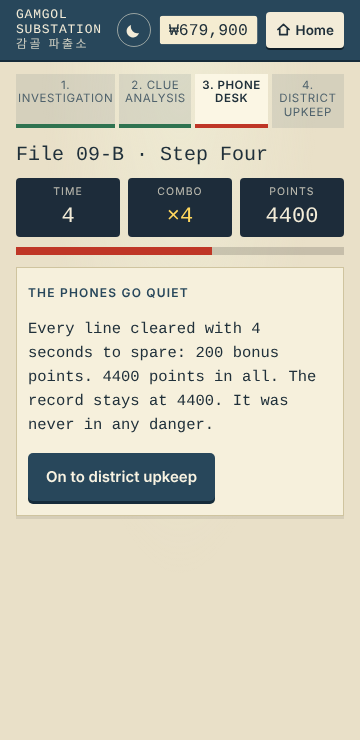 GAMGOL
SUBSTATION
감골 파출소
₩679,900
Home
1.
INVESTIGATION
2. CLUE
ANALYSIS
3. PHONE
DESK
4.
DISTRICT
UPKEEP
File 09-B · Step Four
TIME
4
COMBO
×4
POINTS
4400
THE PHONES GO QUIET
Every line cleared with 4
seconds to spare: 200 bonus
points. 4400 points in all. The
record stays at 4400. It was
never in any danger.
On to district upkeep